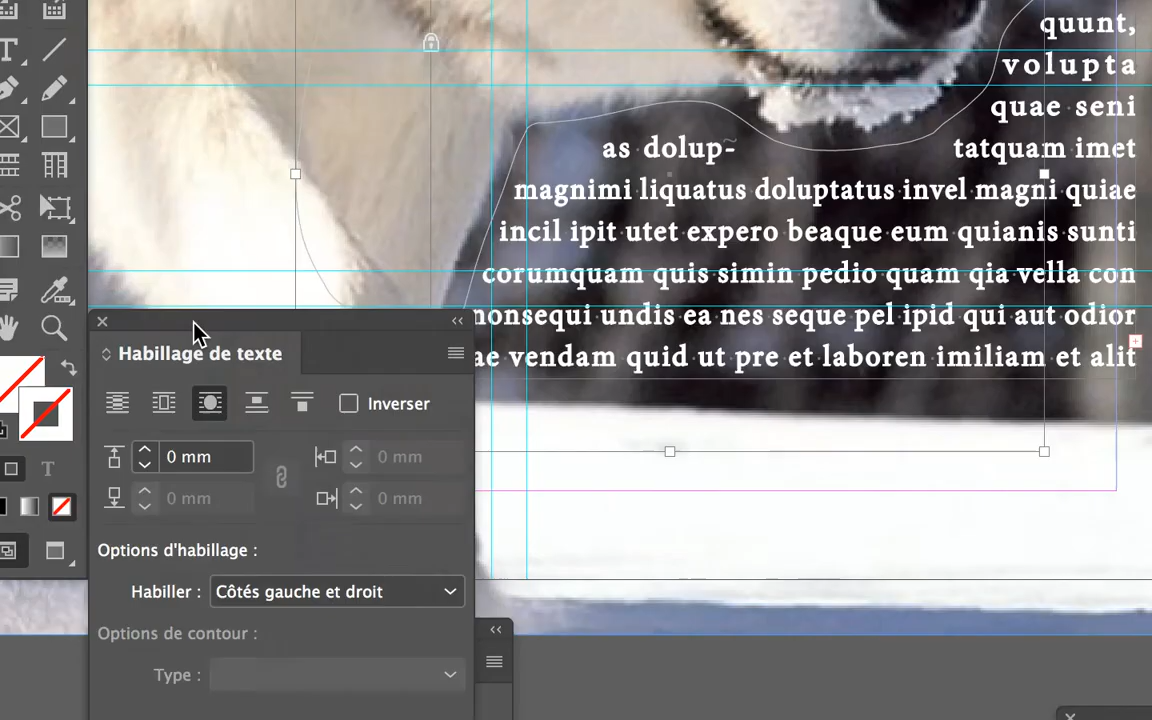 quunt,
volupta
quae seni
as dolup- tatquam imet
magnimi liquatus doluptatus invel magni quiae
incil ipit utet expero beaque eum quianis sunti
corumquam quis simin pedio quam qia vella con
nonsequi undis ea nes seque pel ipid qui aut odior
ae vendam quid ut pre et laboren imiliam et alit
Habillage de texte
Inverser
0 mm 0 mm
0 mm 0 mm
Options d'habillage :
Habiller : Côtés gauche et droit
Options de contour :
Type :